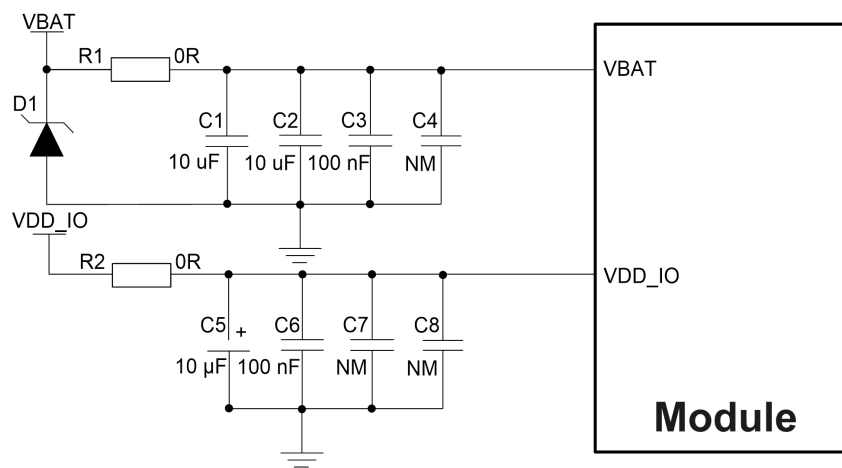 VBAT
R1 0R
VBAT
D1
C1 C2 C3 C4
10 uF 10 uF 100 nF NM
VDD_IO
R2 0R
VDD_IO
C5 + C6 C7 C8
10 µF 100 nF NM NM
Module